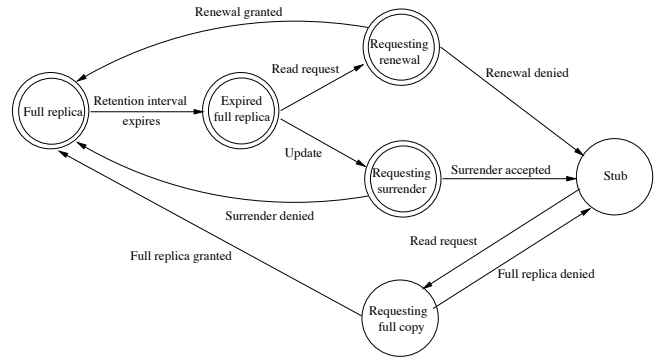 Renewal granted
Requesting
renewal
Read request
Renewal denied
Full replica
Retention interval
expires
Expired
full replica
Update
Requesting
surrender
Surrender accepted
Stub
Surrender denied
Read request
Full replica granted
Full replica denied
Requesting
full copy